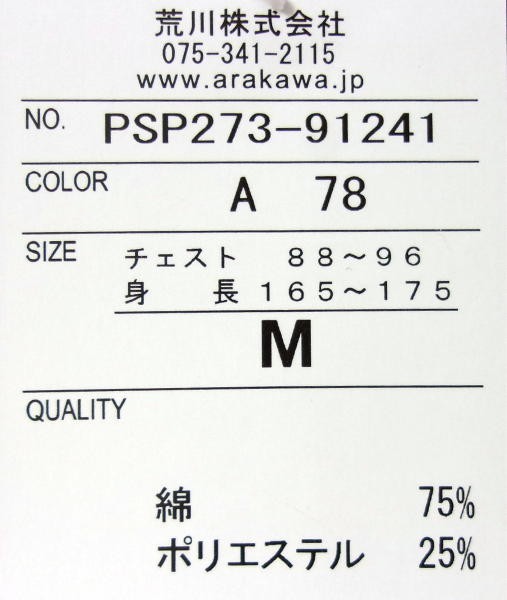 荒川株式会社
075-341-2115
www.arakawa.jp
NO. PSP273-91241
COLOR A 78
SIZE チェスト 88～96
身長 165～175
M
QUALITY
綿 75%
ポリエステル 25%